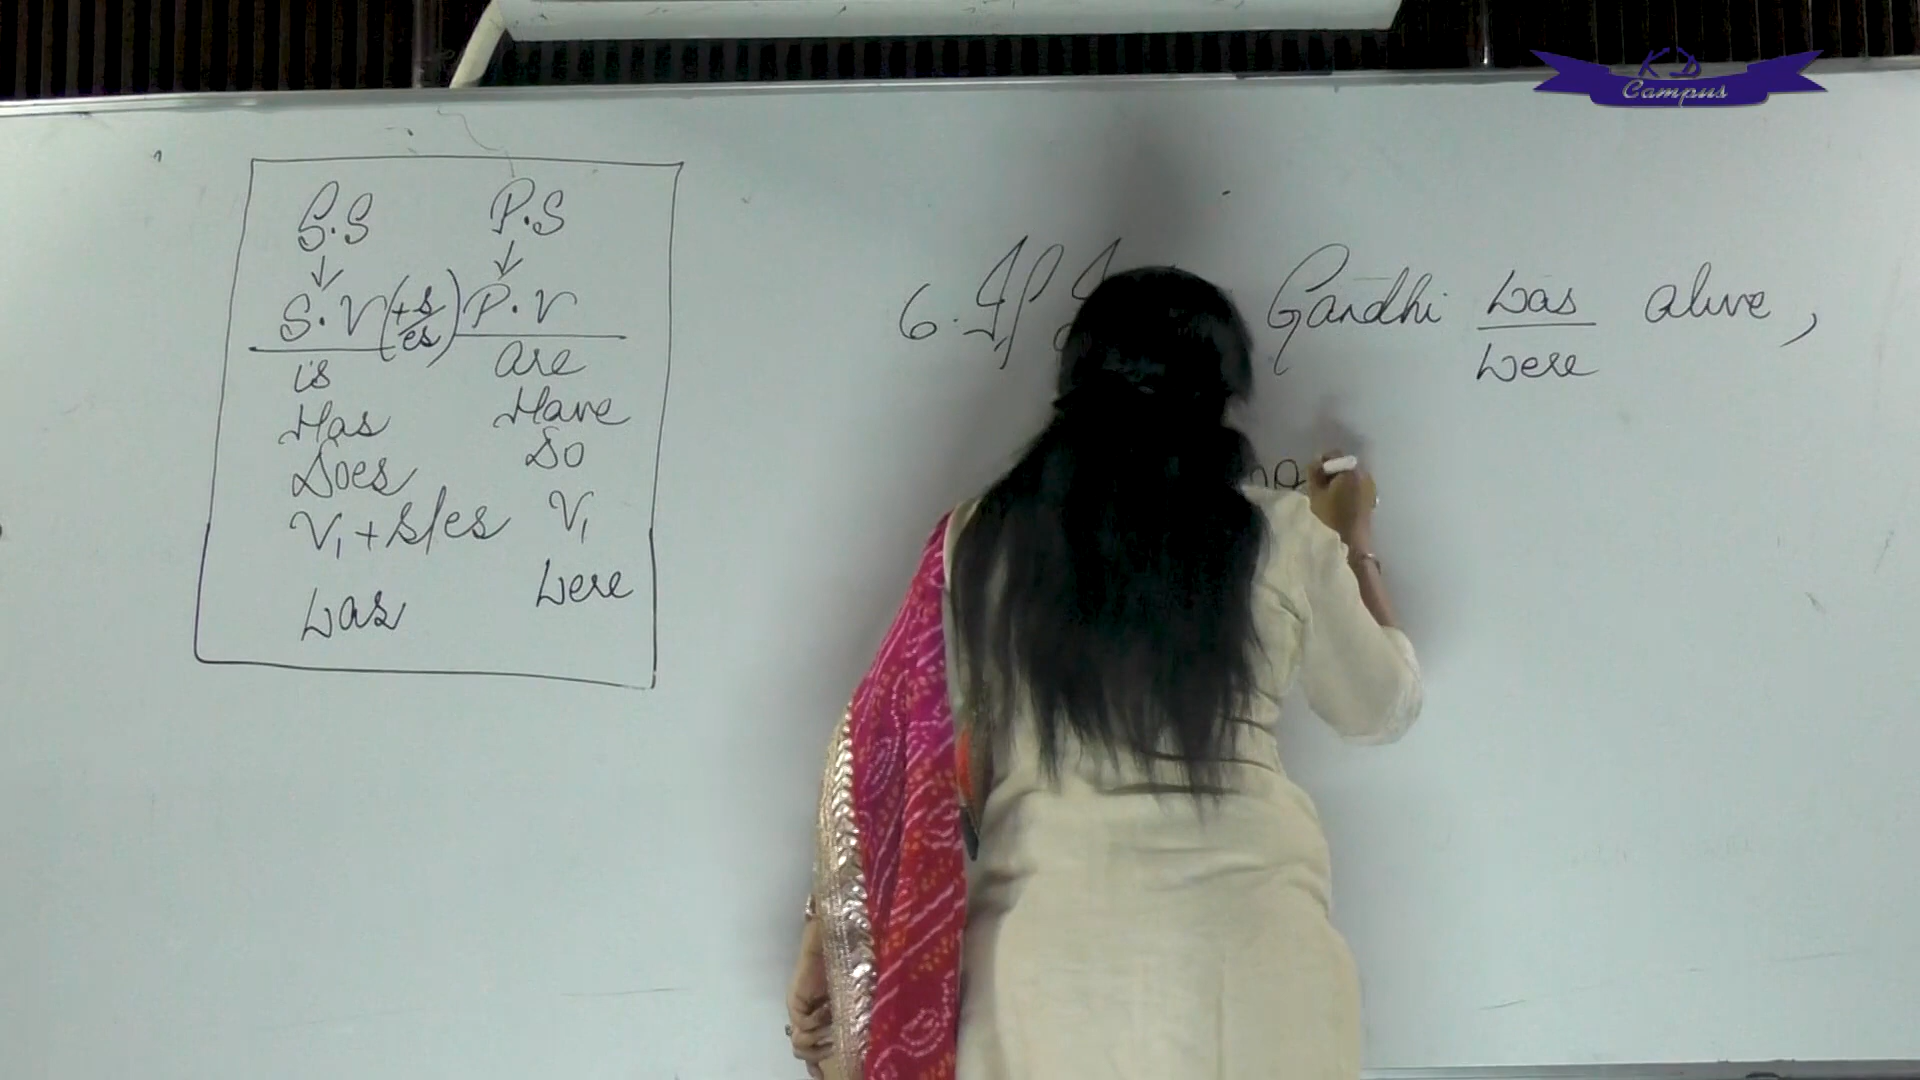 K D
Campus
S.S P.S
S.V (+s/es) P.V
is are
Has Have
Does Do
V₁+s/es V₁
was were
6. If Gandhi was alive,
were